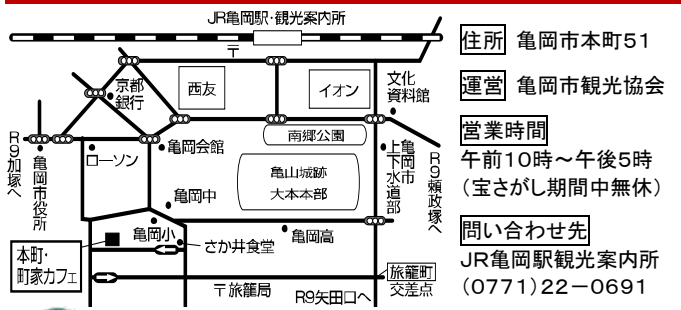 JR亀岡駅・観光案内所
〒
京都
銀行
西友
イオン
文化
資料館
南郷公園
R9加塚へ
亀岡市役所
ローソン
亀岡会館
亀山城跡
大本本部
亀岡市
上下水道部
R9頼政塚へ
亀岡中
亀岡小
さか井食堂
亀岡高
本町・
町家カフェ
〒旅籠局
R9矢田口へ
旅籠町
交差点
住所 亀岡市本町51
運営 亀岡市観光協会
営業時間
午前10時~午後5時
(宝さがし期間中無休)
問い合わせ先
JR亀岡駅観光案内所
(0771)22-0691